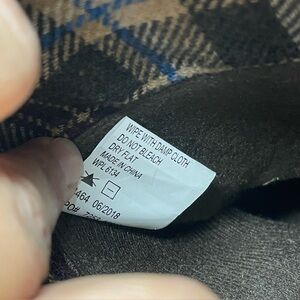 WIPE WITH DAMP CLOTH
DO NOT BLEACH
DRY FLAT
MADE IN CHINA
WPL 6134
464 06/2018